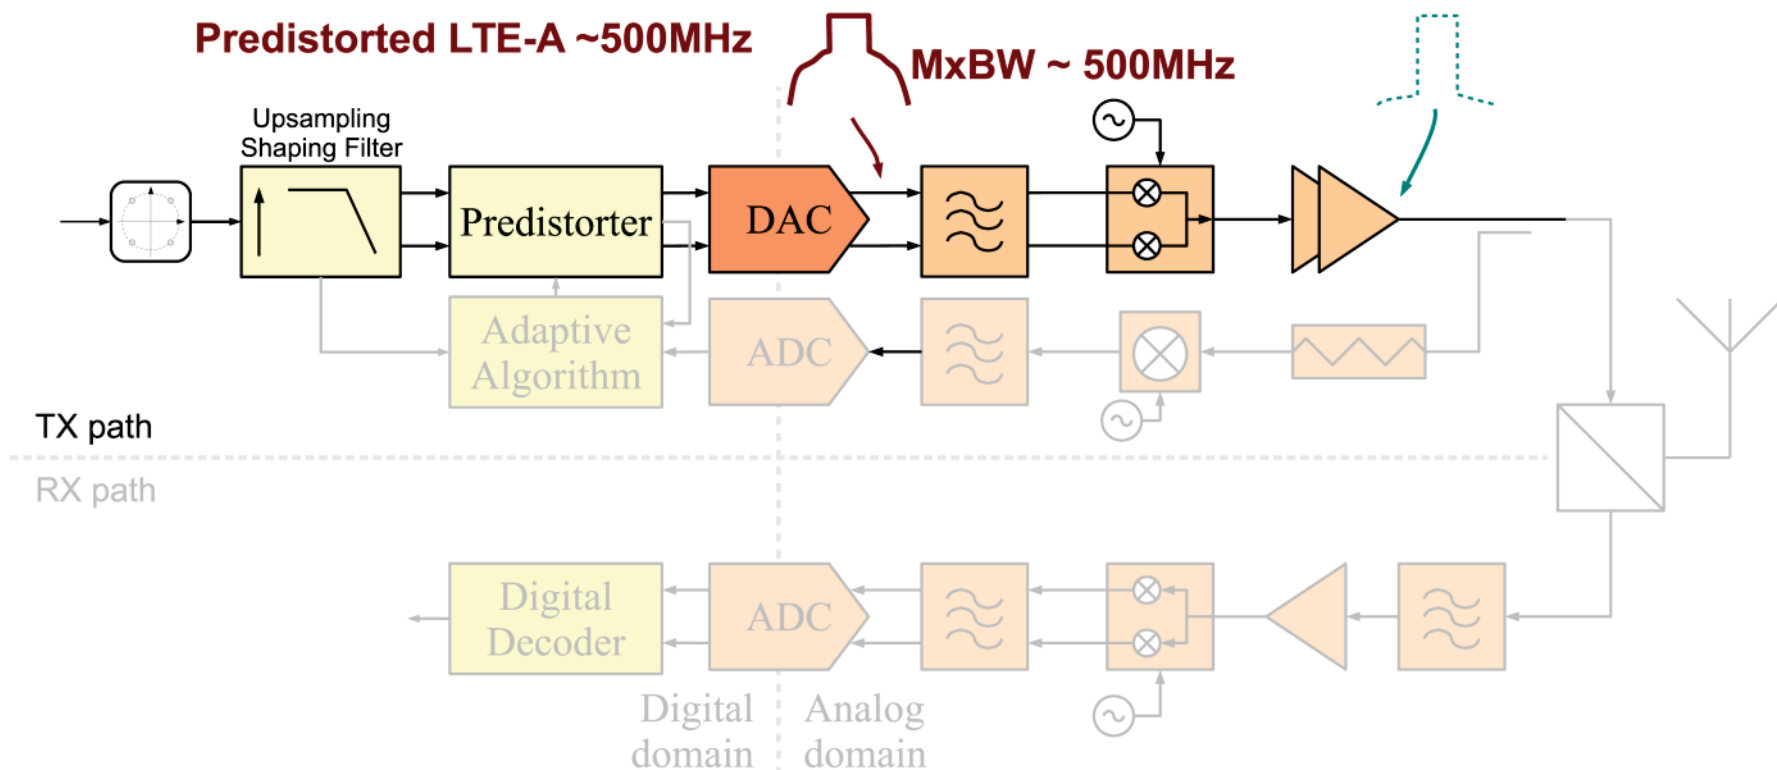 Predistorted LTE-A ~500MHz
MxBW ~ 500MHz
Upsampling
Shaping Filter
Predistorter
DAC
Adaptive
Algorithm
ADC
TX path
RX path
Digital
Decoder
ADC
Digital
domain
Analog
domain